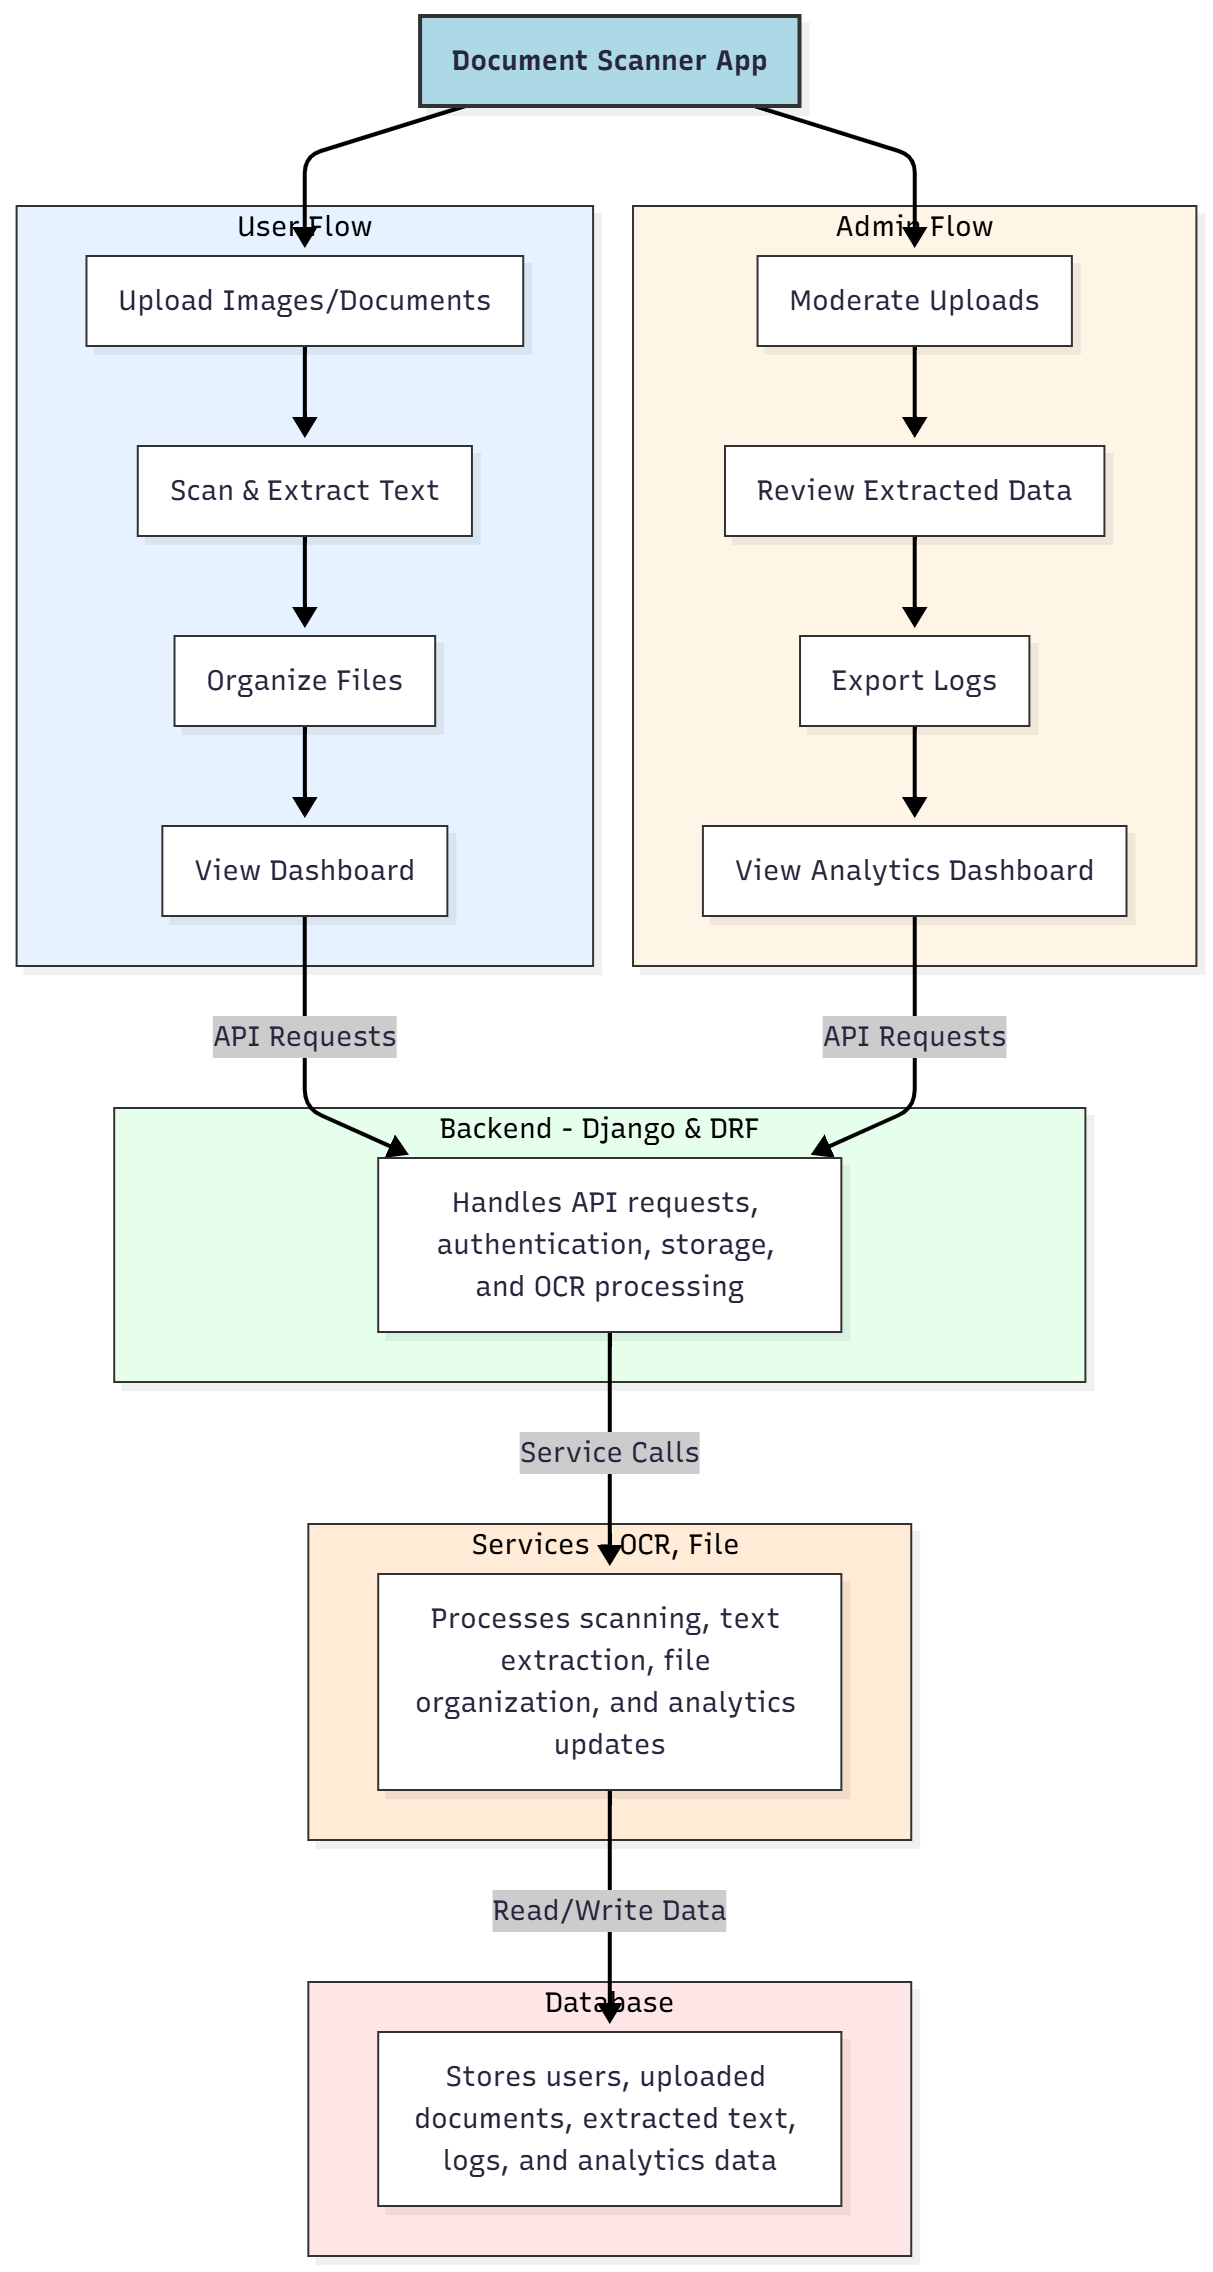 Document Scanner App
User Flow
Upload Images/Documents
Scan & Extract Text
Organize Files
View Dashboard
API Requests
Admin Flow
Moderate Uploads
Review Extracted Data
Export Logs
View Analytics Dashboard
API Requests
Backend - Django & DRF
Handles API requests,
authentication, storage,
and OCR processing
Service Calls
Services - OCR, File
Processes scanning, text
extraction, file
organization, and analytics
updates
Read/Write Data
Database
Stores users, uploaded
documents, extracted text,
logs, and analytics data